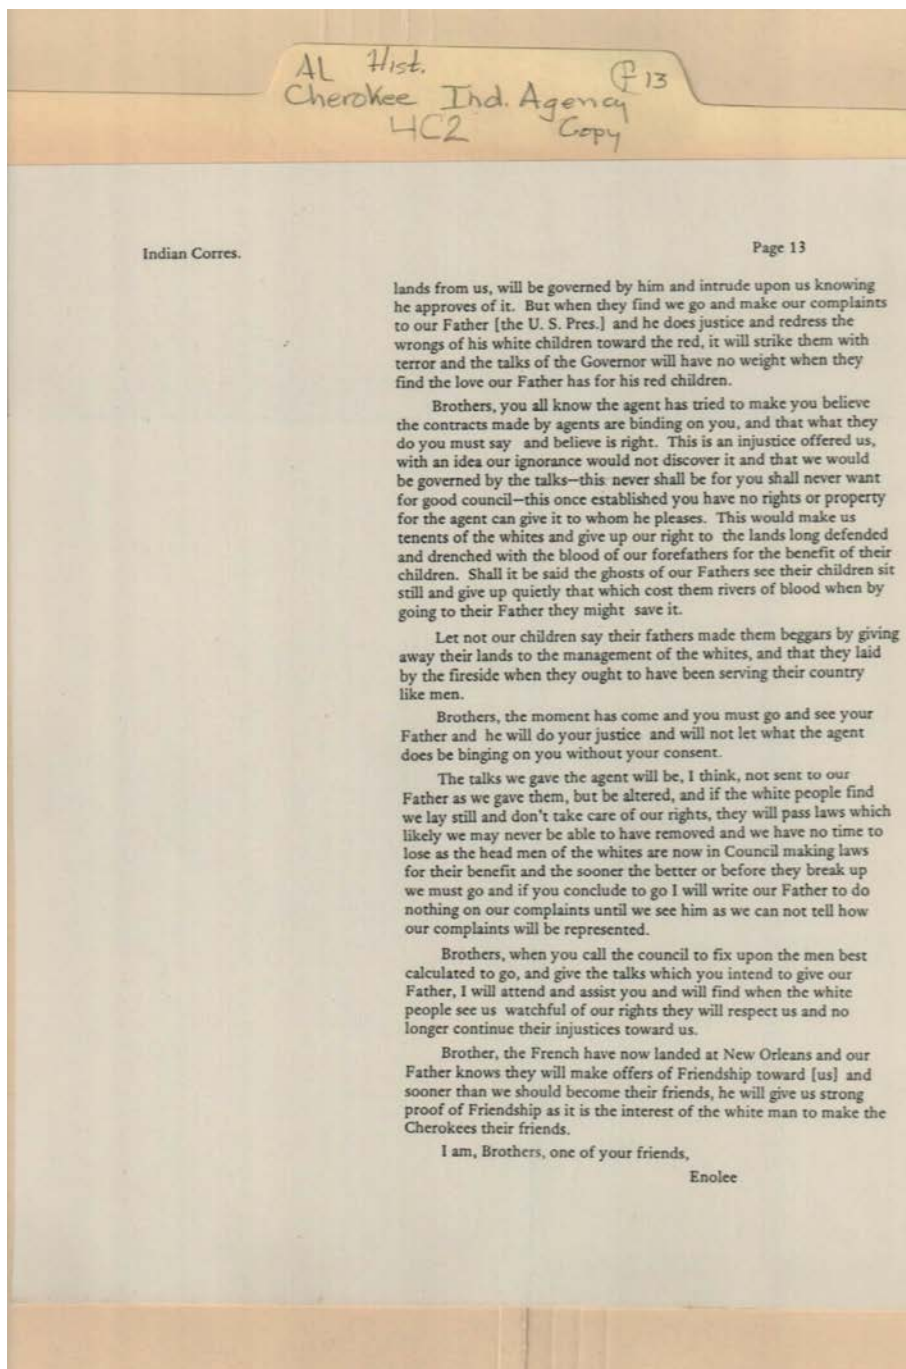 AL Hist. F 13
Cherokee Ind. Agency
4C2 Copy
Indian Corres. Page 13
lands from us, will be governed by him and intrude upon us knowing
he approves of it. But when they find we go and make our complaints
to our Father [the U. S. Pres.] and he does justice and redress the
wrongs of his white children toward the red, it will strike them with
terror and the talks of the Governor will have no weight when they
find the love our Father has for his red children.
Brothers, you all know the agent has tried to make you believe
the contracts made by agents are binding on you, and that what they
do you must say and believe is right. This is an injustice offered us,
with an idea our ignorance would not discover it and that we would
be governed by the talks—this never shall be for you shall never want
for good council—this once established you have no rights or property
for the agent can give it to whom he pleases. This would make us
tenents of the whites and give up our right to the lands long defended
and drenched with the blood of our forefathers for the benefit of their
children. Shall it be said the ghosts of our Fathers see their children sit
still and give up quietly that which cost them rivers of blood when by
going to their Father they might save it.
Let not our children say their fathers made them beggars by giving
away their lands to the management of the whites, and that they laid
by the fireside when they ought to have been serving their country
like men.
Brothers, the moment has come and you must go and see your
Father and he will do your justice and will not let what the agent
does be binging on you without your consent.
The talks we gave the agent will be, I think, not sent to our
Father as we gave them, but be altered, and if the white people find
we lay still and don't take care of our rights, they will pass laws which
likely we may never be able to have removed and we have no time to
lose as the head men of the whites are now in Council making laws
for their benefit and the sooner the better or before they break up
we must go and if you conclude to go I will write our Father to do
nothing on our complaints until we see him as we can not tell how
our complaints will be represented.
Brothers, when you call the council to fix upon the men best
calculated to go, and give the talks which you intend to give our
Father, I will attend and assist you and will find when the white
people see us watchful of our rights they will respect us and no
longer continue their injustices toward us.
Brother, the French have now landed at New Orleans and our
Father knows they will make offers of Friendship toward [us] and
sooner than we should become their friends, he will give us strong
proof of Friendship as it is the interest of the white man to make the
Cherokees their friends.
I am, Brothers, one of your friends,
Enolee